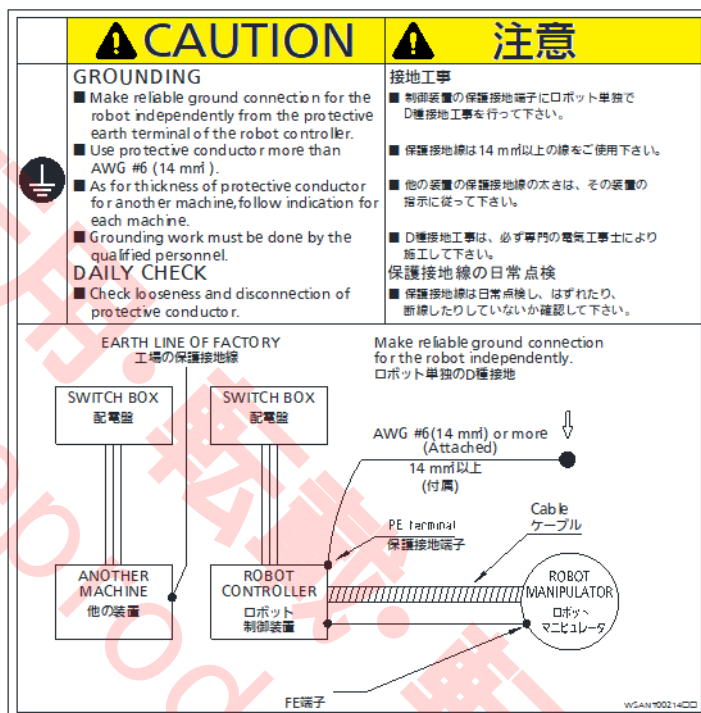 CAUTION
注意
GROUNDING
■ Make reliable ground connection for the
robot independently from the protective
earth terminal of the robot controller.
■ Use protective conductor more than
AWG #6 (14 ㎟).
■ As for thickness of protective conductor
for another machine,follow indication for
each machine.
■ Grounding work must be done by the
qualified personnel.
DAILY CHECK
■ Check looseness and disconnection of
protective conductor.
接地工事
■ 制御装置の保護接地端子にロボット単独で
D種接地工事を行って下さい。
■ 保護接地線は14 ㎟以上の線をご使用下さい。
■ 他の装置の保護接地線の太さは、その装置の
指示に従って下さい。
■ D種接地工事は、必ず専門の電気工事士により
施工して下さい。
保護接地線の日常点検
■ 保護接地線は日常点検し、はずれたり、
断線したりしていないか確認して下さい。
EARTH LINE OF FACTORY
工場の保護接地線
Make reliable ground connection
for the robot independently.
ロボット単独のD種接地
SWITCH BOX
配電盤
SWITCH BOX
配電盤
AWG #6(14 ㎟) or more
(Attached)
14 ㎟以上
(付属)
Cable
ケーブル
PE terminal
保護接地端子
ANOTHER
MACHINE
他の装置
ROBOT
CONTROLLER
ロボット
制御装置
ROBOT
MANIPULATOR
ロボット
マニピュレータ
FE端子
WSANT00214□□
用・転載・転
eprod